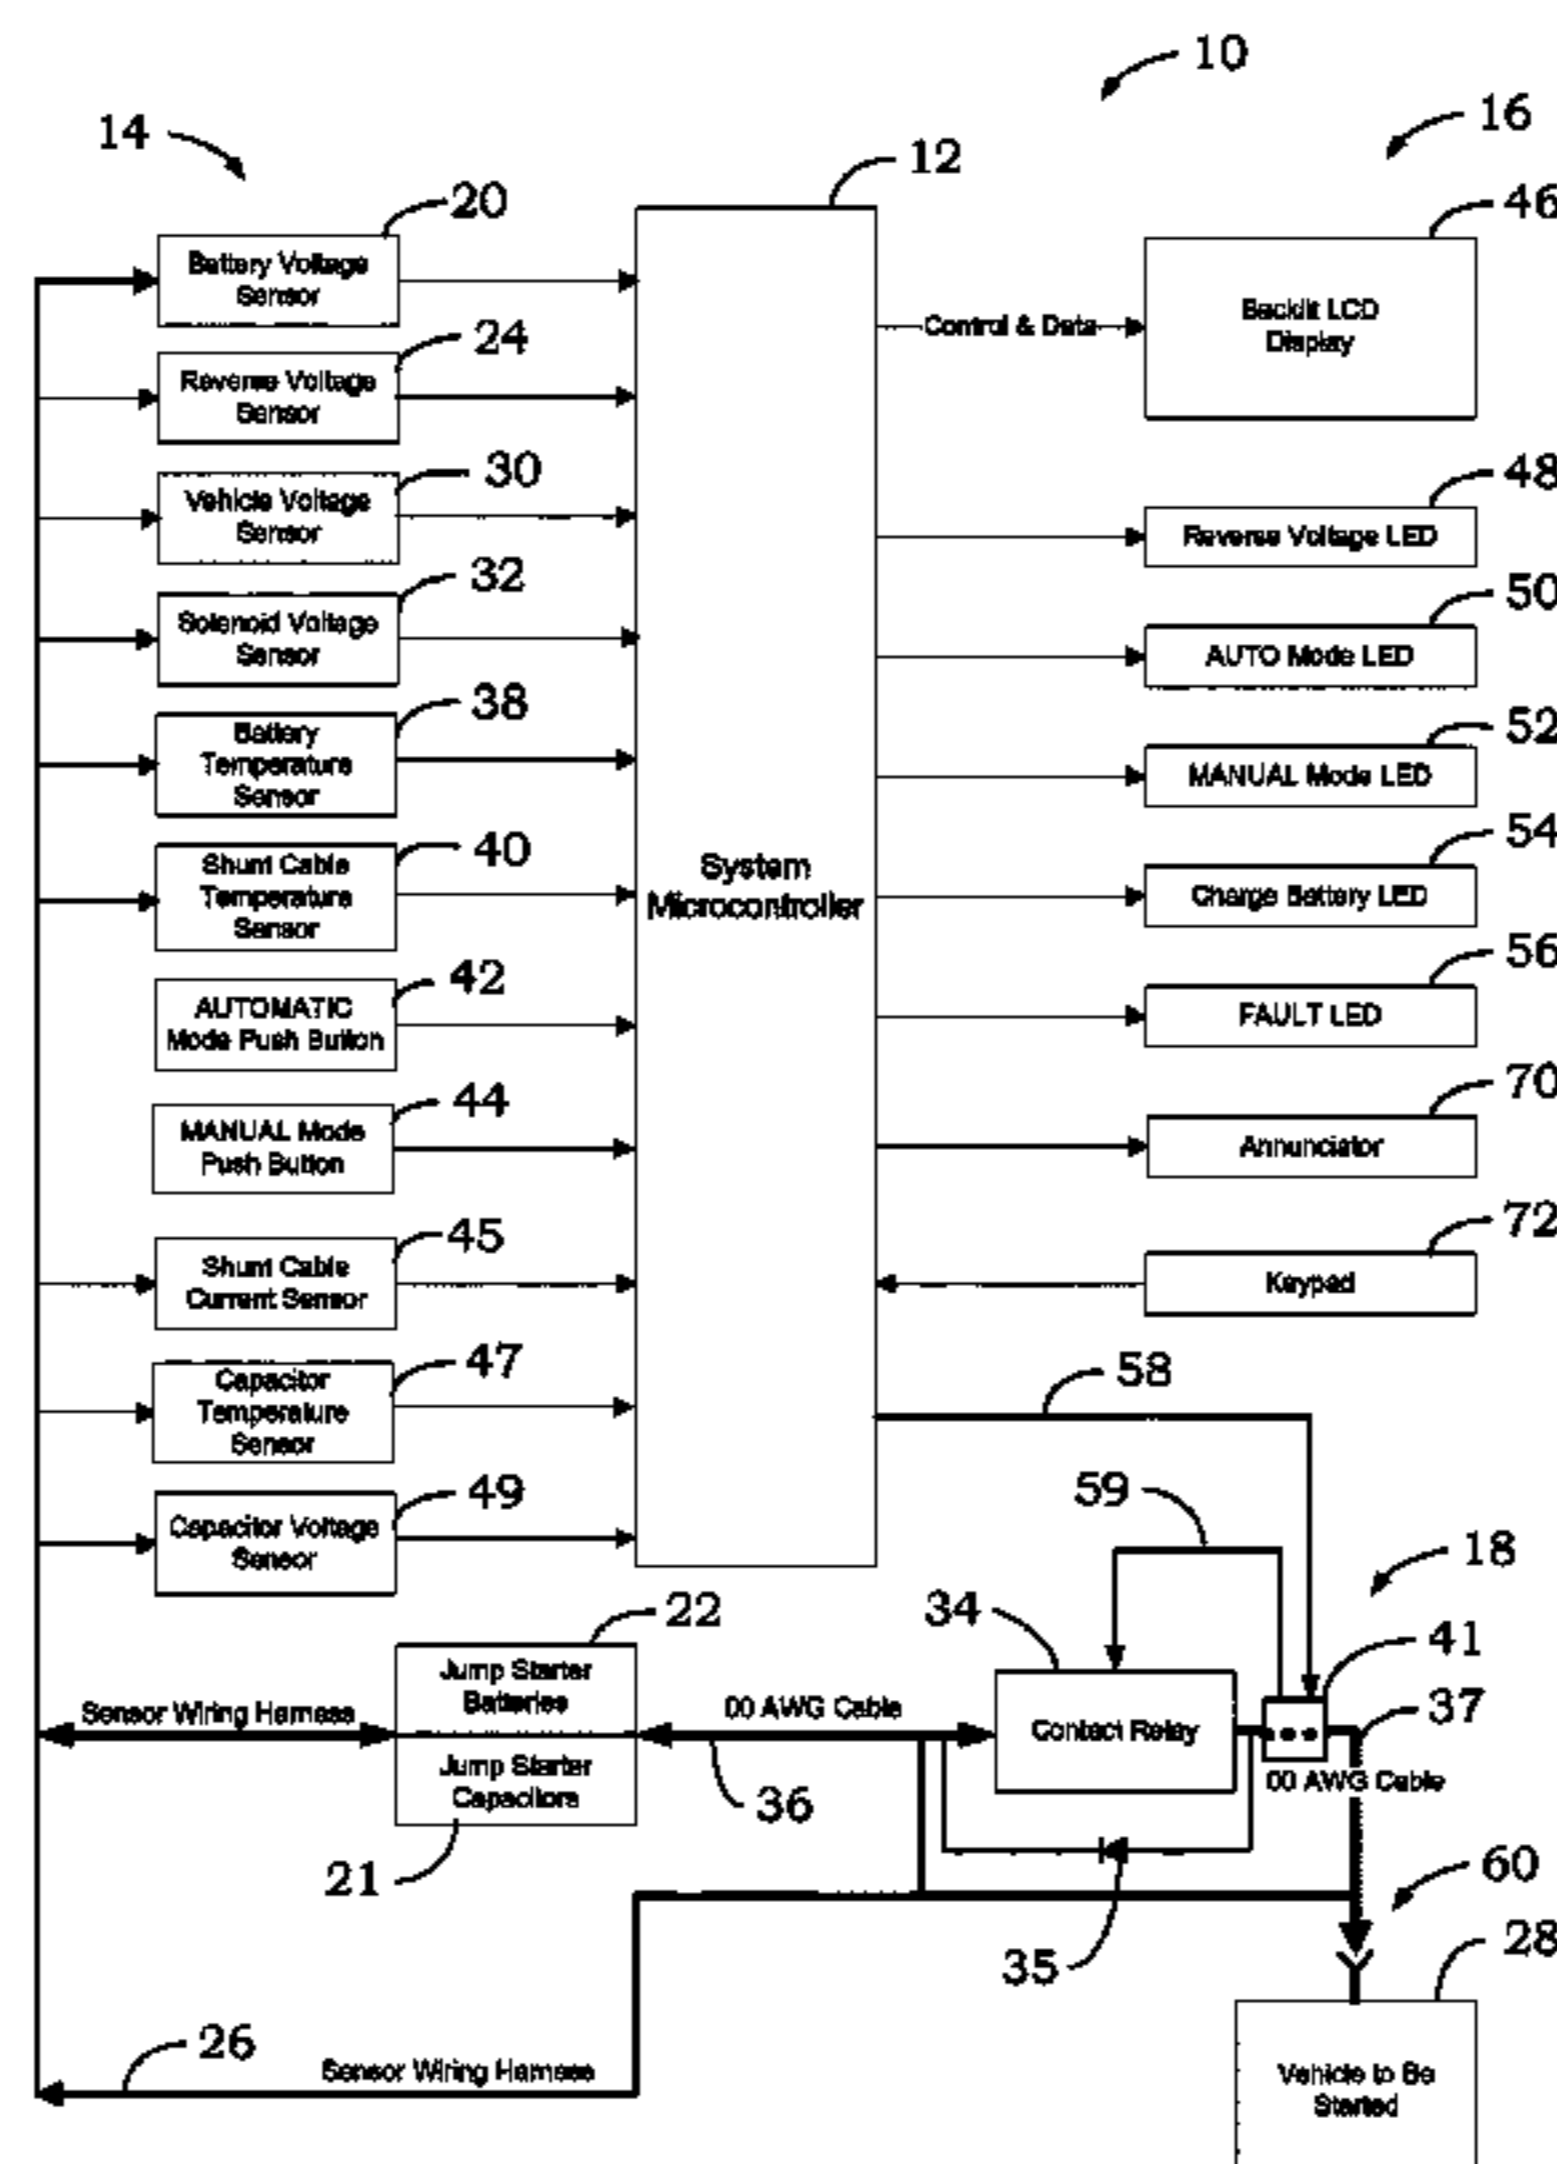 10
14
16
12
20
46
Battery Voltage
Sensor
Backlit LCD
Display
Control & Data
24
Reverse Voltage
Sensor
30
48
Vehicle Voltage
Sensor
Reverse Voltage LED
32
50
Solenoid Voltage
Sensor
AUTO Mode LED
38
52
Battery
Temperature
Sensor
MANUAL Mode LED
40
54
Shunt Cable
Temperature
Sensor
System
Microcontroller
Charge Battery LED
42
56
AUTOMATIC
Mode Push Button
FAULT LED
44
70
MANUAL Mode
Push Button
Annunciator
45
72
Shunt Cable
Current Sensor
Keypad
47
58
Capacitor
Temperature
Sensor
49
59
Capacitor Voltage
Sensor
18
22
34
41
Jump Starter
Batteries
Sensor Wiring Harness
00 AWG Cable
37
Contact Relay
Jump Starter
Capacitors
00 AWG Cable
36
21
60
35
28
26
Sensor Wiring Harness
Vehicle to Be
Started